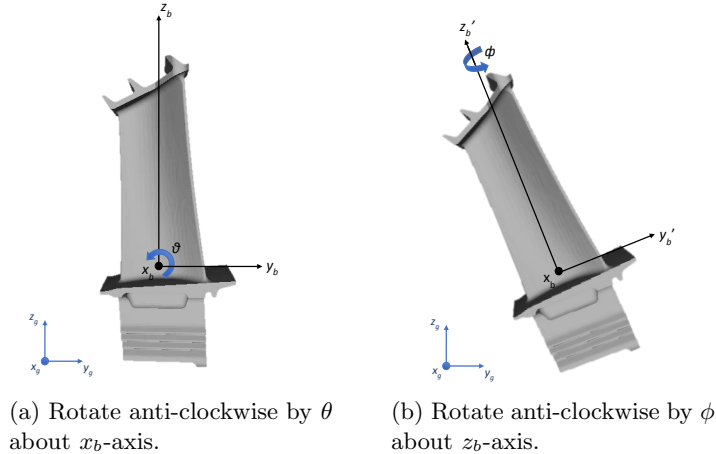 z_b
ϑ
x_b
y_b
z_g
x_g
y_g
(a) Rotate anti-clockwise by θ
about x_b-axis.
z_b′
ϕ
y_b′
x_b
z_g
x_g
y_g
(b) Rotate anti-clockwise by ϕ
about z_b-axis.